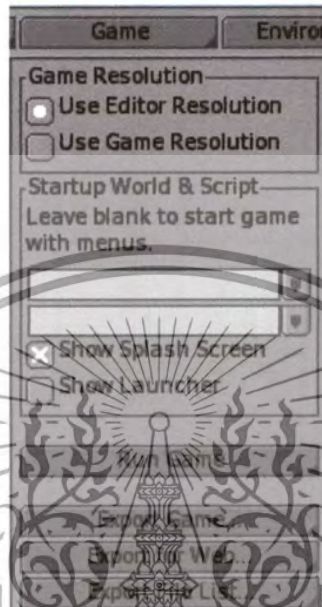 Game
Enviro
Game Resolution
Use Editor Resolution
Use Game Resolution
Startup World & Script
Leave blank to start game
with menus.
Show Splash Screen
Show Launcher
Run Game
Export Game...
Export for Web...
List...